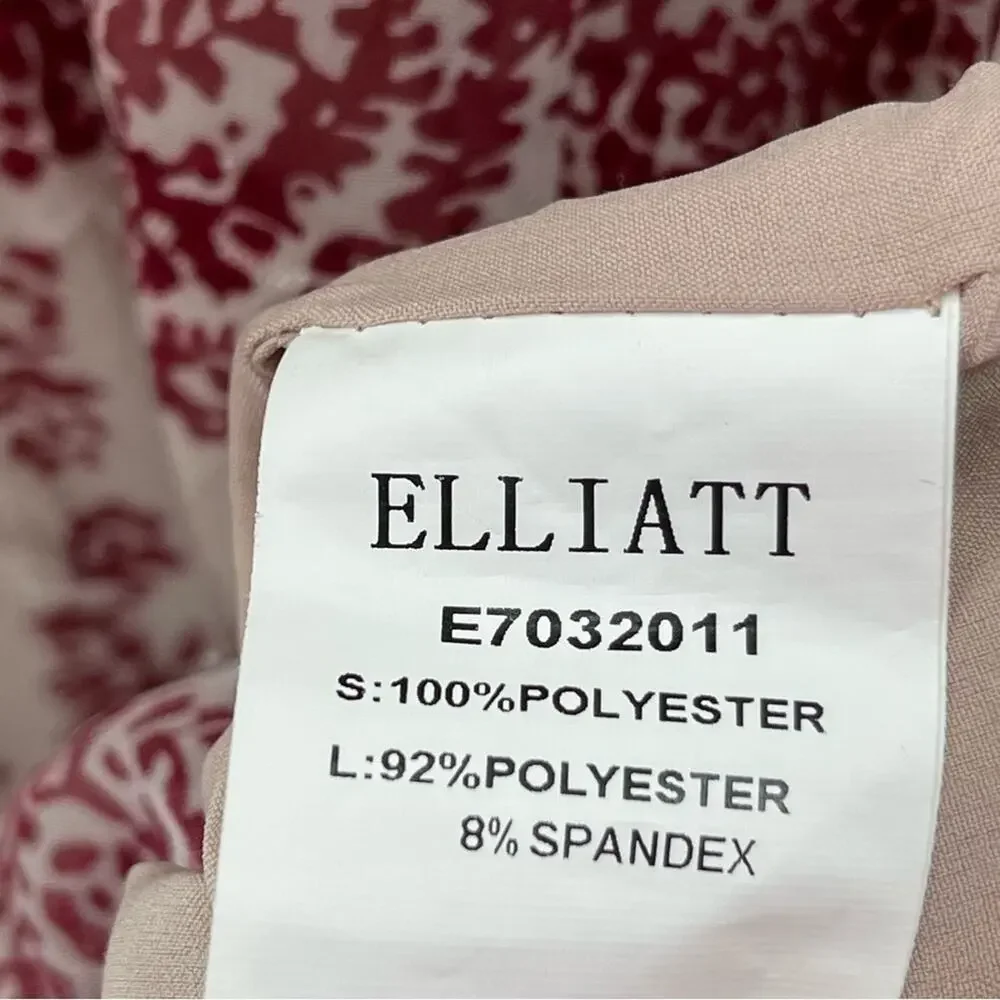 ELLIATT
E7032011
S:100%POLYESTER
L:92%POLYESTER
8% SPANDEX